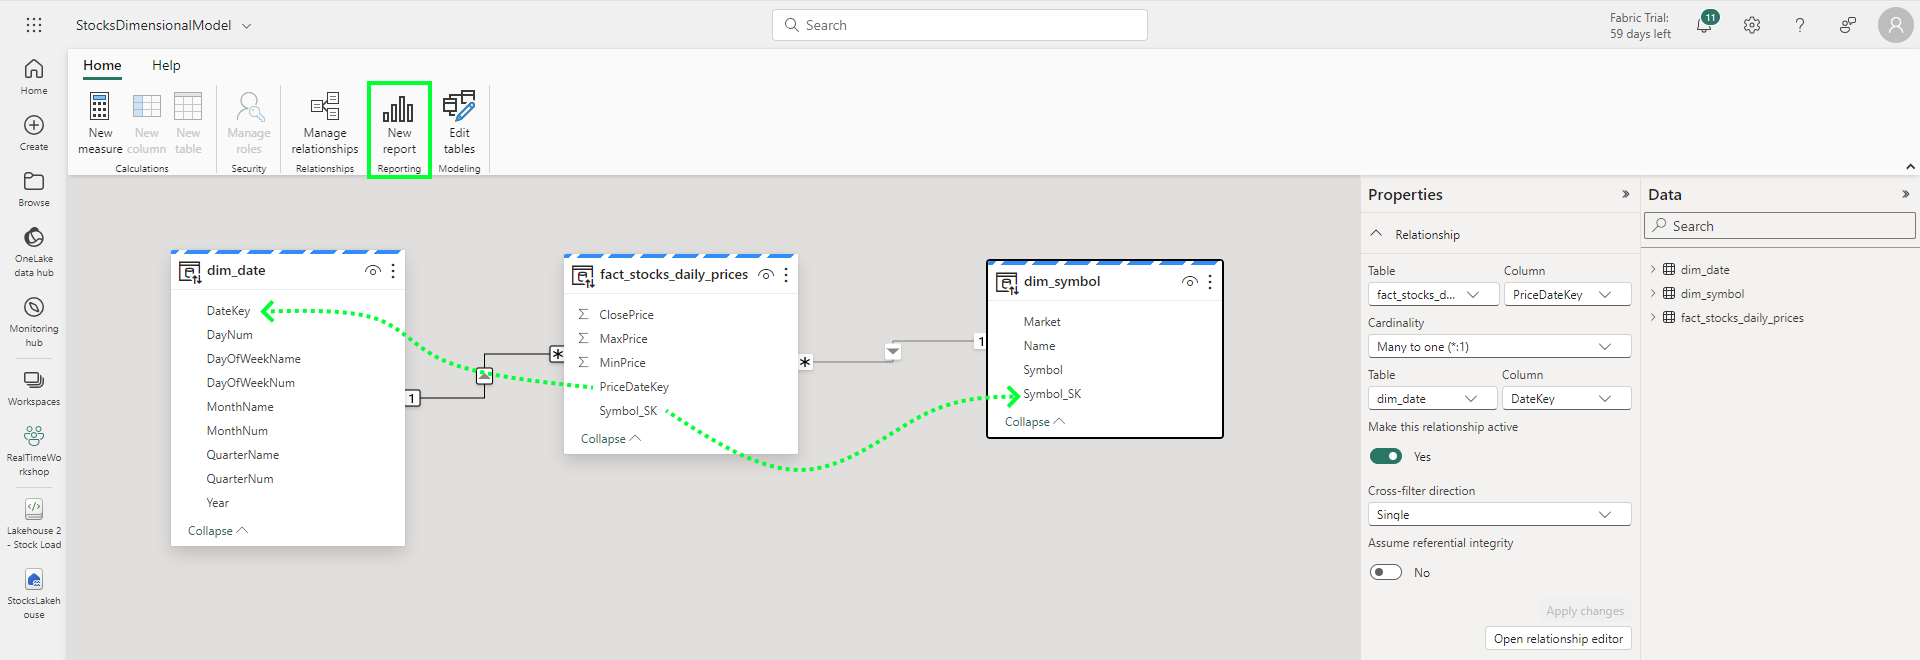 StocksDimensionalModel
Search
Fabric Trial:
59 days left
11
Home
Help
New
measure
New
column
New
table
Calculations
Manage
roles
Security
Manage
relationships
Relationships
New
report
Reporting
Edit
tables
Modeling
Home
Create
Browse
OneLake
data hub
Monitoring
hub
Workspaces
RealTimeWo
rkshop
Lakehouse 2
- Stock Load
StocksLakeh
ouse
dim_date
DateKey
DayNum
DayOfWeekName
DayOfWeekNum
MonthName
MonthNum
QuarterName
QuarterNum
Year
Collapse
1
*
fact_stocks_daily_prices
ClosePrice
MaxPrice
MinPrice
PriceDateKey
Symbol_SK
Collapse
*
1
dim_symbol
Market
Name
Symbol
Symbol_SK
Collapse
Properties
Relationship
Table
Column
fact_stocks_d...
PriceDateKey
Cardinality
Many to one (*:1)
Table
Column
dim_date
DateKey
Make this relationship active
Yes
Cross-filter direction
Single
Assume referential integrity
No
Apply changes
Open relationship editor
Data
Search
dim_date
dim_symbol
fact_stocks_daily_prices